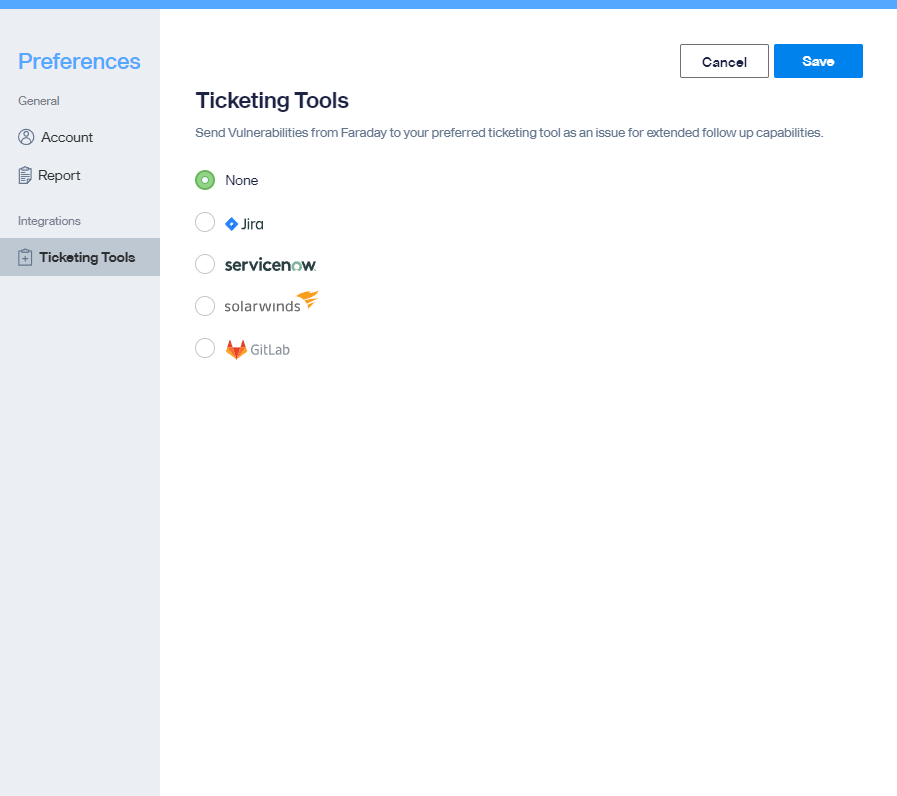 Preferences
General
Account
Report
Integrations
Ticketing Tools
Cancel
Save
Ticketing Tools
Send Vulnerabilities from Faraday to your preferred ticketing tool as an issue for extended follow up capabilities.
None
Jira
servicenow
solarwinds
GitLab